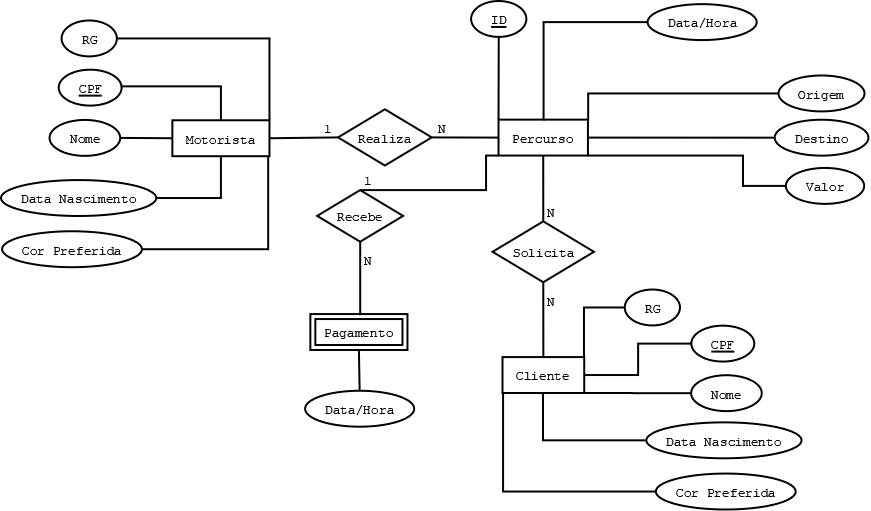 ID
Data/Hora
RG
CPF
Origem
Nome
Motorista
1
Realiza
N
Percurso
Destino
Data Nascimento
1
Valor
Recebe
N
Cor Preferida
Solicita
N
N
RG
Pagamento
CPF
Cliente
Nome
Data/Hora
Data Nascimento
Cor Preferida